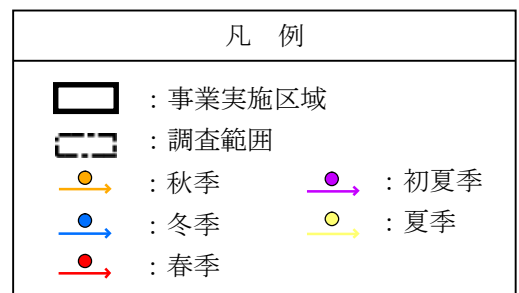 凡 例
：事業実施区域
：調査範囲
：秋季 ：初夏季
：冬季 ：夏季
：春季